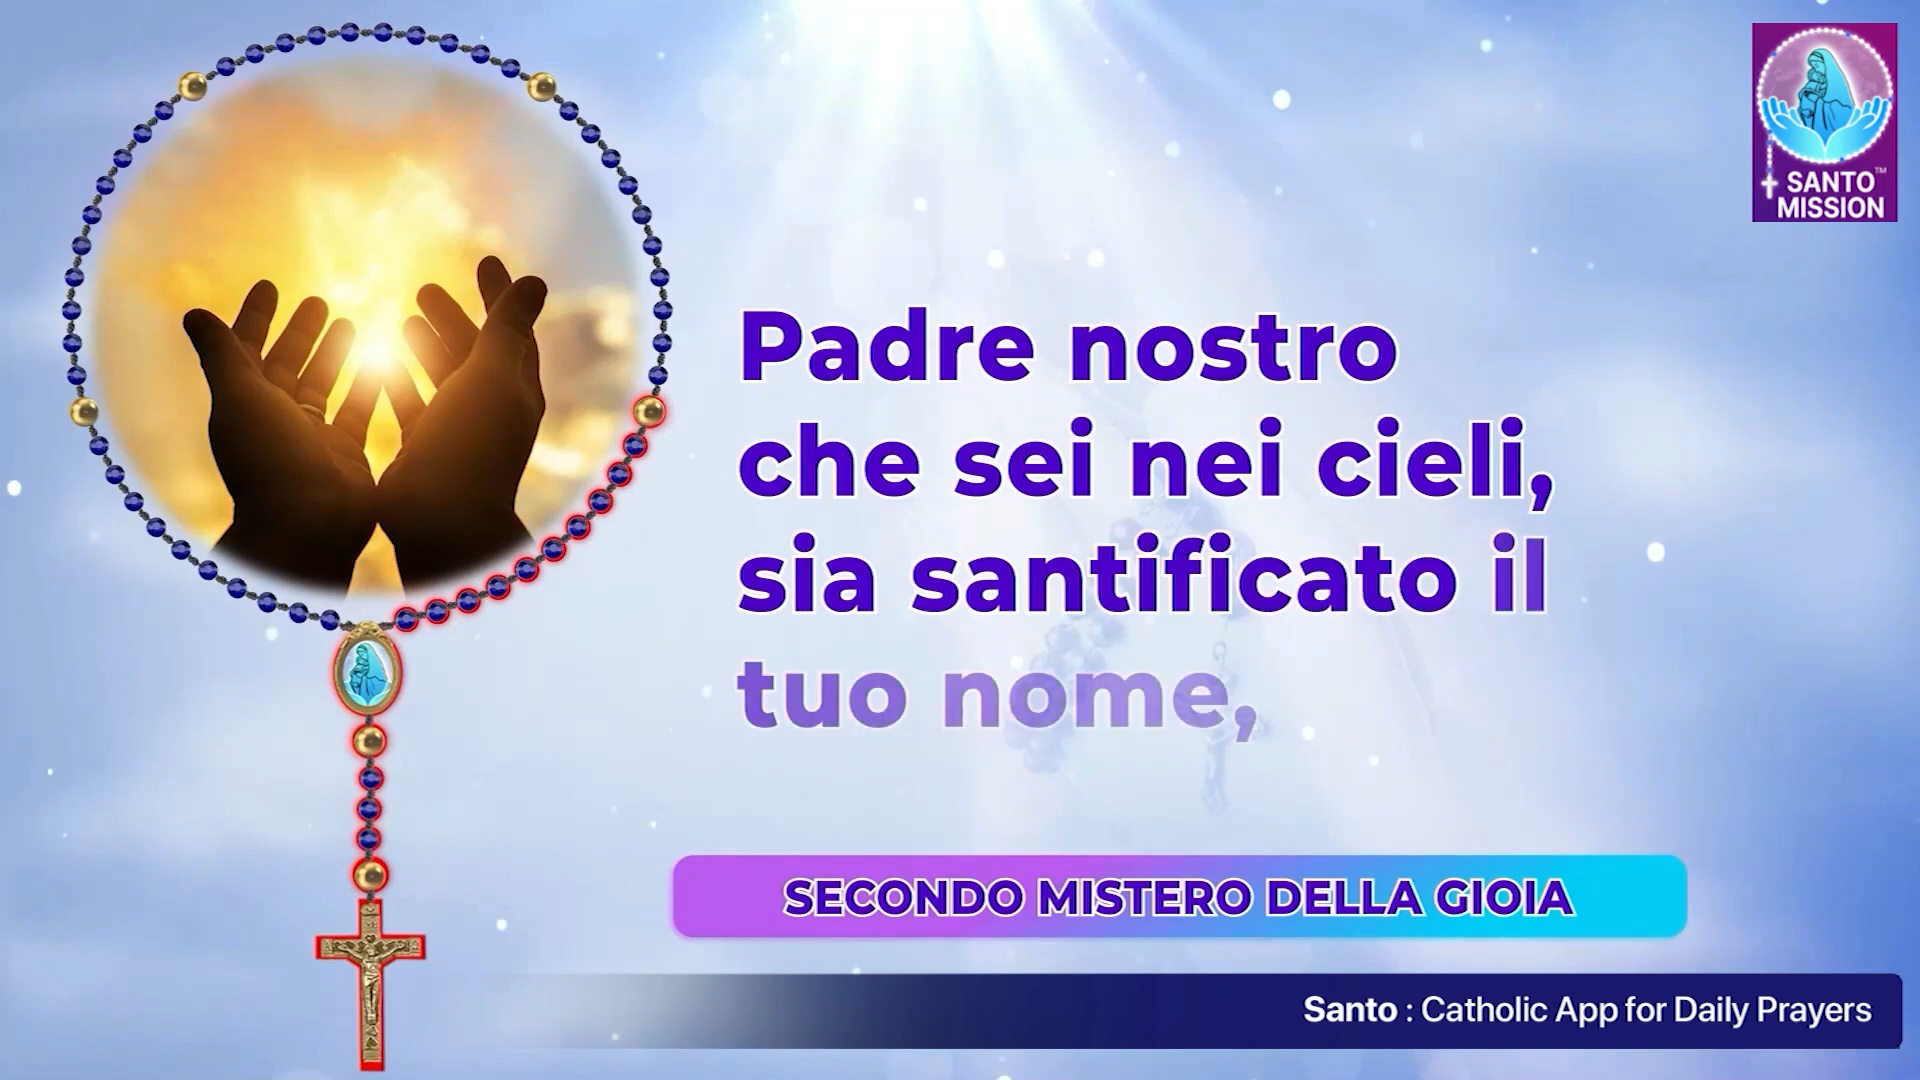 SANTO™
MISSION
Padre nostro
che sei nei cieli,
sia santificato il
tuo nome,
SECONDO MISTERO DELLA GIOIA
Santo : Catholic App for Daily Prayers